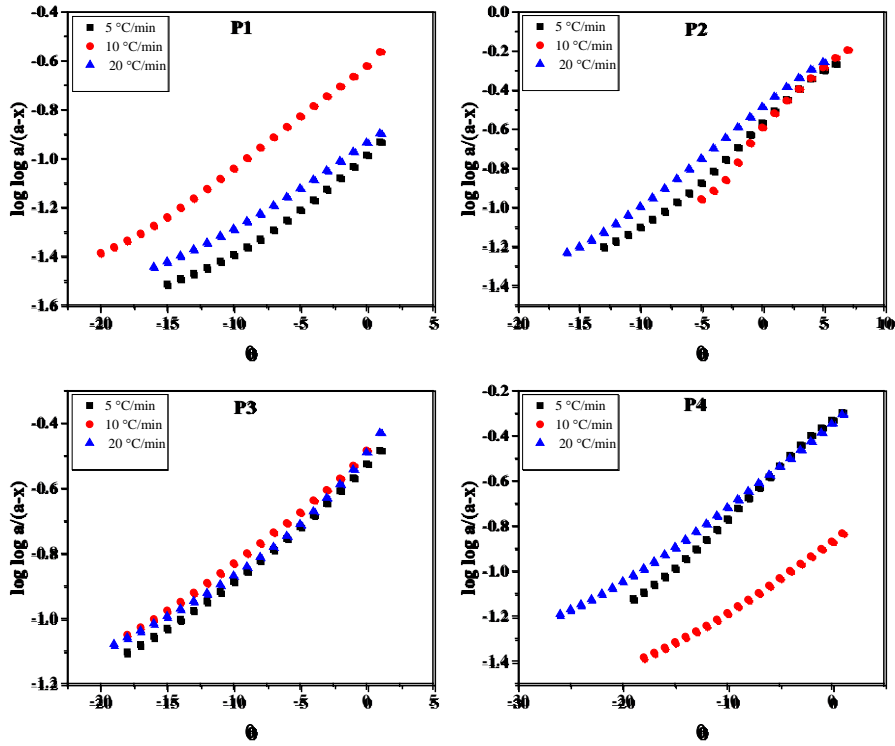 P1
5 °C/min
10 °C/min
20 °C/min
log log a/(a-x)
-0.4
-0.6
-0.8
-1.0
-1.2
-1.4
-1.6
-20
-15
-10
-5
0
5
θ
P2
5 °C/min
10 °C/min
20 °C/min
log log a/(a-x)
0.0
-0.2
-0.4
-0.6
-0.8
-1.0
-1.2
-1.4
-20
-15
-10
-5
0
5
10
θ
P3
5 °C/min
10 °C/min
20 °C/min
log log a/(a-x)
-0.4
-0.6
-0.8
-1.0
-1.2
-20
-15
-10
-5
0
5
θ
P4
5 °C/min
10 °C/min
20 °C/min
log log a/(a-x)
-0.2
-0.4
-0.6
-0.8
-1.0
-1.2
-1.4
-30
-20
-10
0
θ